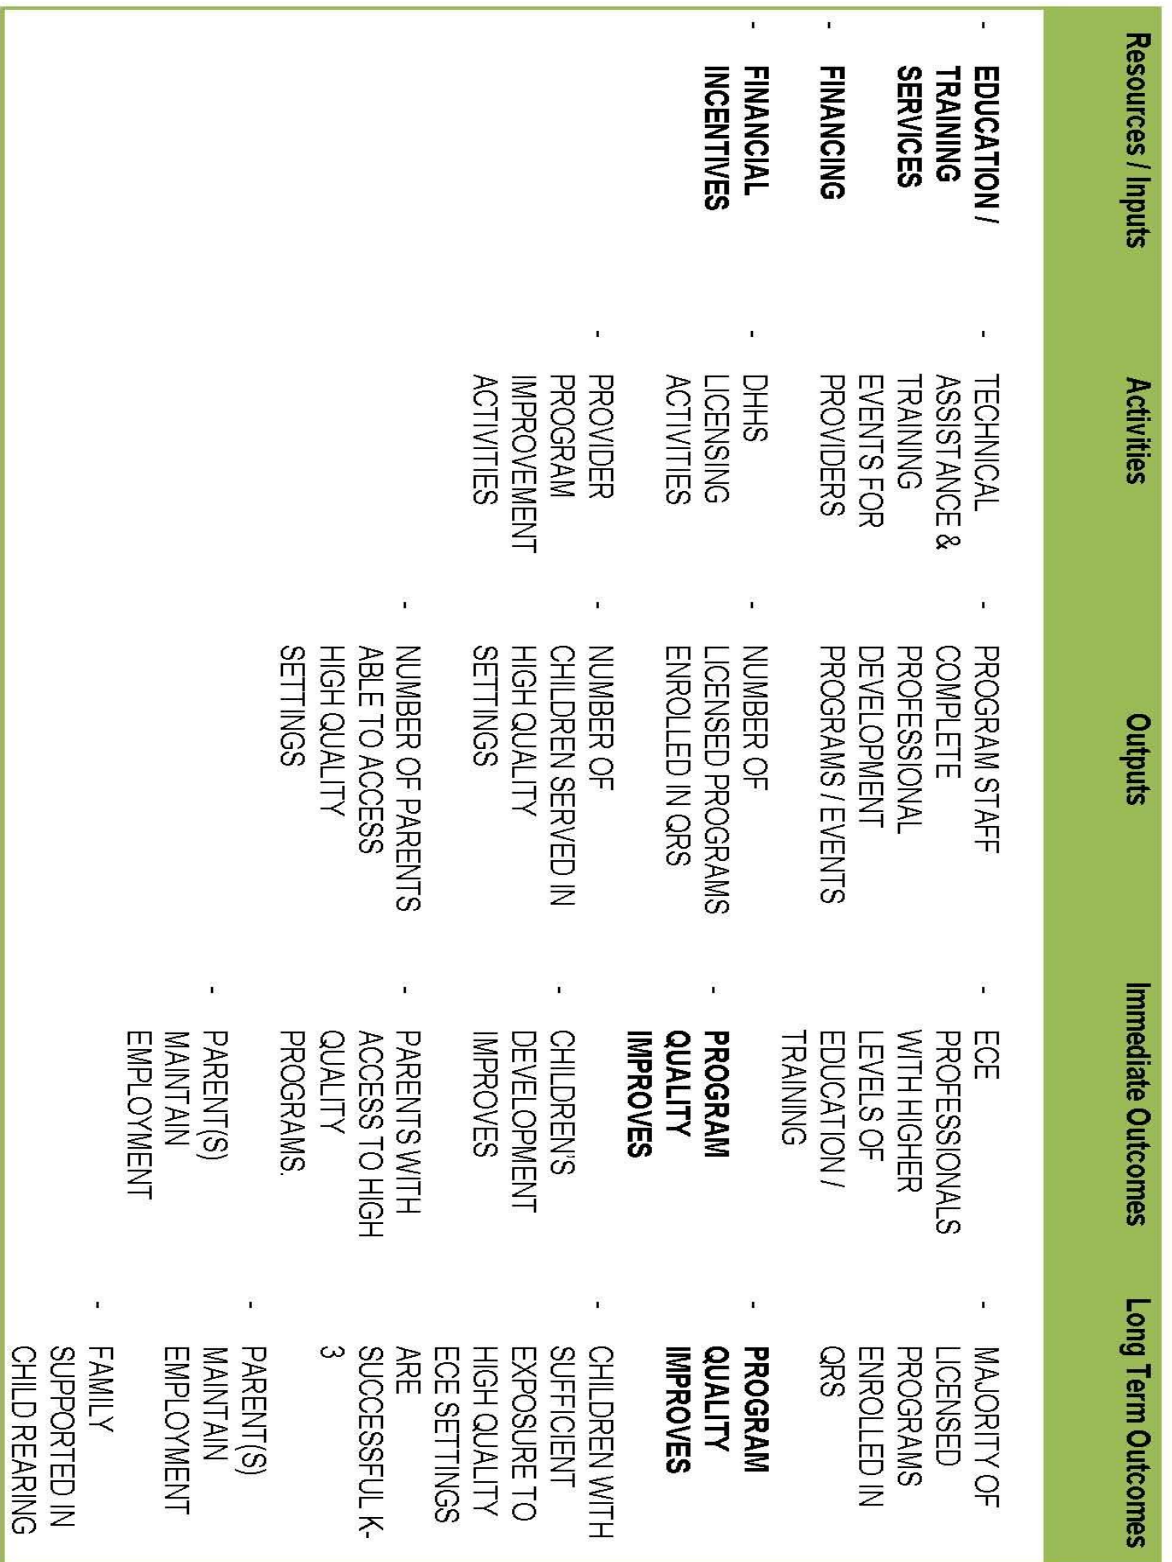 Resources / Inputs
Activities
Outputs
Immediate Outcomes
Long Term Outcomes
- EDUCATION /
TRAINING
SERVICES
- FINANCING
- FINANCIAL
INCENTIVES
- TECHNICAL
ASSISTANCE &
TRAINING
EVENTS FOR
PROVIDERS
- DHHS
LICENSING
ACTIVITIES
- PROVIDER
PROGRAM
IMPROVEMENT
ACTIVITIES
- PROGRAM STAFF
COMPLETE
PROFESSIONAL
DEVELOPMENT
PROGRAMS / EVENTS
- NUMBER OF
LICENSED PROGRAMS
ENROLLED IN QRS
- NUMBER OF
CHILDREN SERVED IN
HIGH QUALITY
SETTINGS
- NUMBER OF PARENTS
ABLE TO ACCESS
HIGH QUALITY
SETTINGS
- ECE
PROFESSIONALS
WITH HIGHER
LEVELS OF
EDUCATION /
TRAINING
- PROGRAM
QUALITY
IMPROVES
- CHILDREN'S
DEVELOPMENT
IMPROVES
- PARENTS WITH
ACCESS TO HIGH
QUALITY
PROGRAMS.
- PARENT(S)
MAINTAIN
EMPLOYMENT
- MAJORITY OF
LICENSED
PROGRAMS
ENROLLED IN
QRS
- PROGRAM
QUALITY
IMPROVES
- CHILDREN WITH
SUFFICIENT
EXPOSURE TO
HIGH QUALITY
ECE SETTINGS
ARE
SUCCESSFUL K-
3
- PARENT(S)
MAINTAIN
EMPLOYMENT
- FAMILY
SUPPORTED IN
CHILD REARING